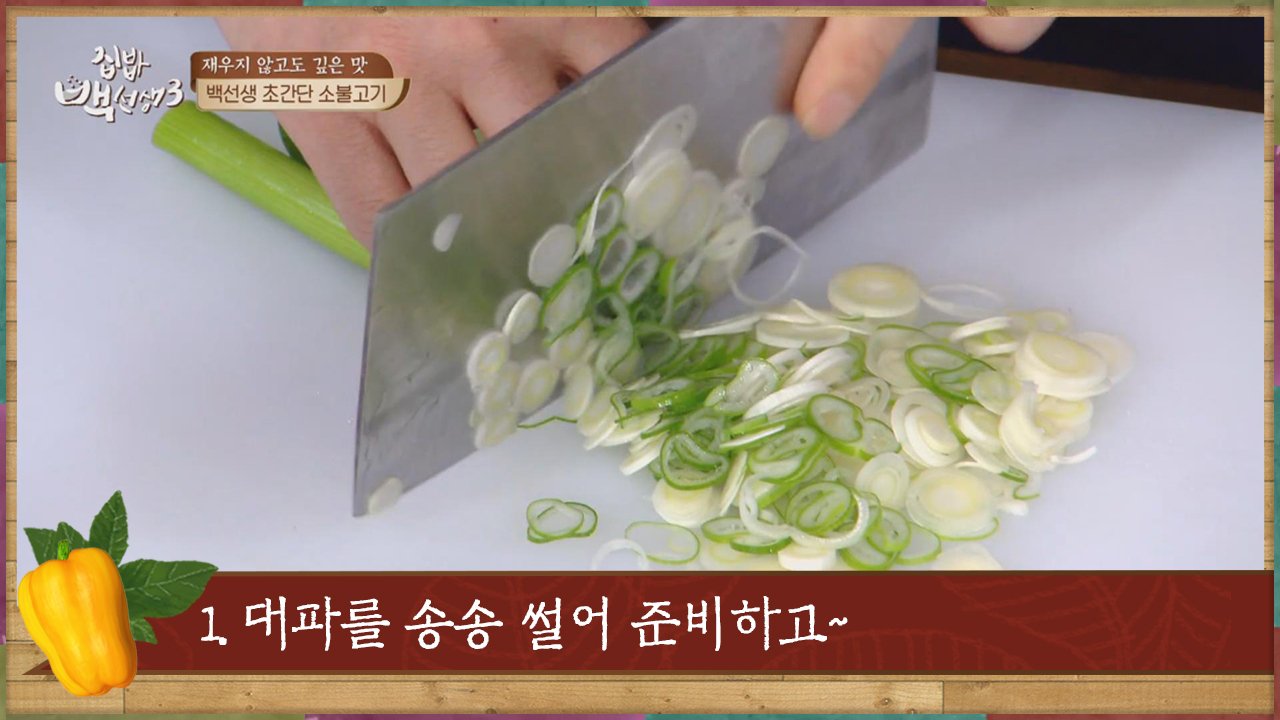 집밥
백선생3
재우지 않고도 깊은 맛
백선생 초간단 소불고기
1. 대파를 송송 썰어 준비하고~